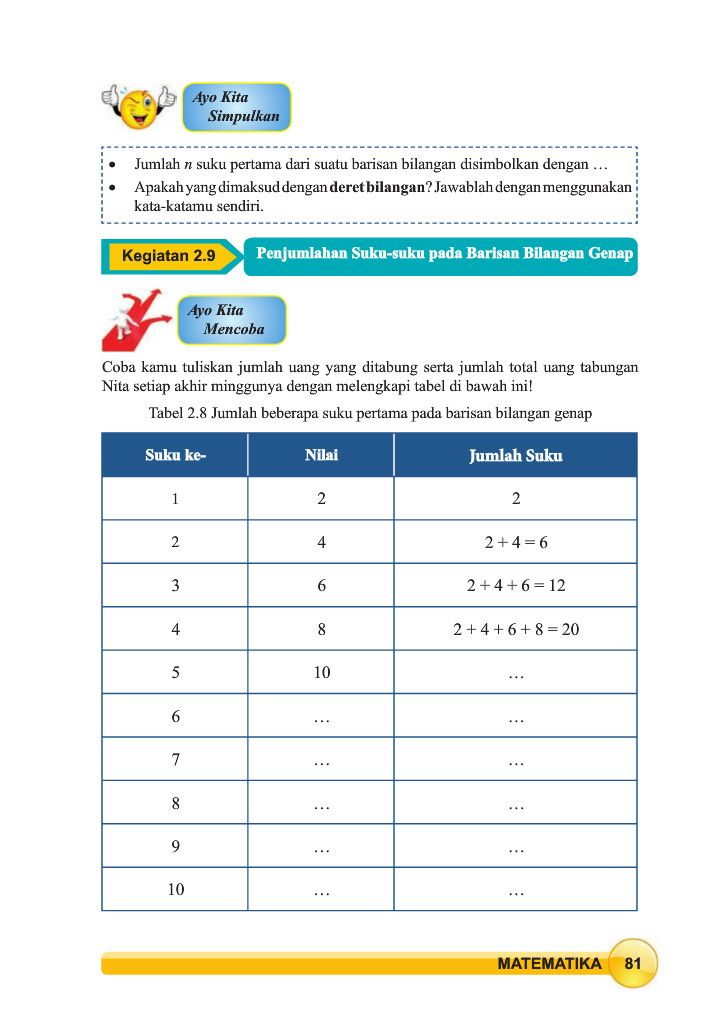 Ayo Kita
Simpulkan
• Jumlah n suku pertama dari suatu barisan bilangan disimbolkan dengan …
• Apakah yang dimaksud dengan deret bilangan? Jawablah dengan menggunakan
kata-katamu sendiri.
Kegiatan 2.9 Penjumlahan Suku-suku pada Barisan Bilangan Genap
Ayo Kita
Mencoba
Coba kamu tuliskan jumlah uang yang ditabung serta jumlah total uang tabungan
Nita setiap akhir minggunya dengan melengkapi tabel di bawah ini!
Tabel 2.8 Jumlah beberapa suku pertama pada barisan bilangan genap
Suku ke- Nilai Jumlah Suku
1 2 2
2 4 2 + 4 = 6
3 6 2 + 4 + 6 = 12
4 8 2 + 4 + 6 + 8 = 20
5 10 …
6 … …
7 … …
8 … …
9 … …
10 … …
MATEMATIKA 81